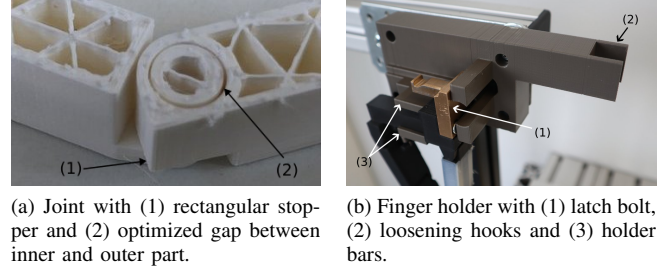 (1)
(2)
(2)
(1)
(3)
(a) Joint with (1) rectangular stop-
per and (2) optimized gap between
inner and outer part.
(b) Finger holder with (1) latch bolt,
(2) loosening hooks and (3) holder
bars.